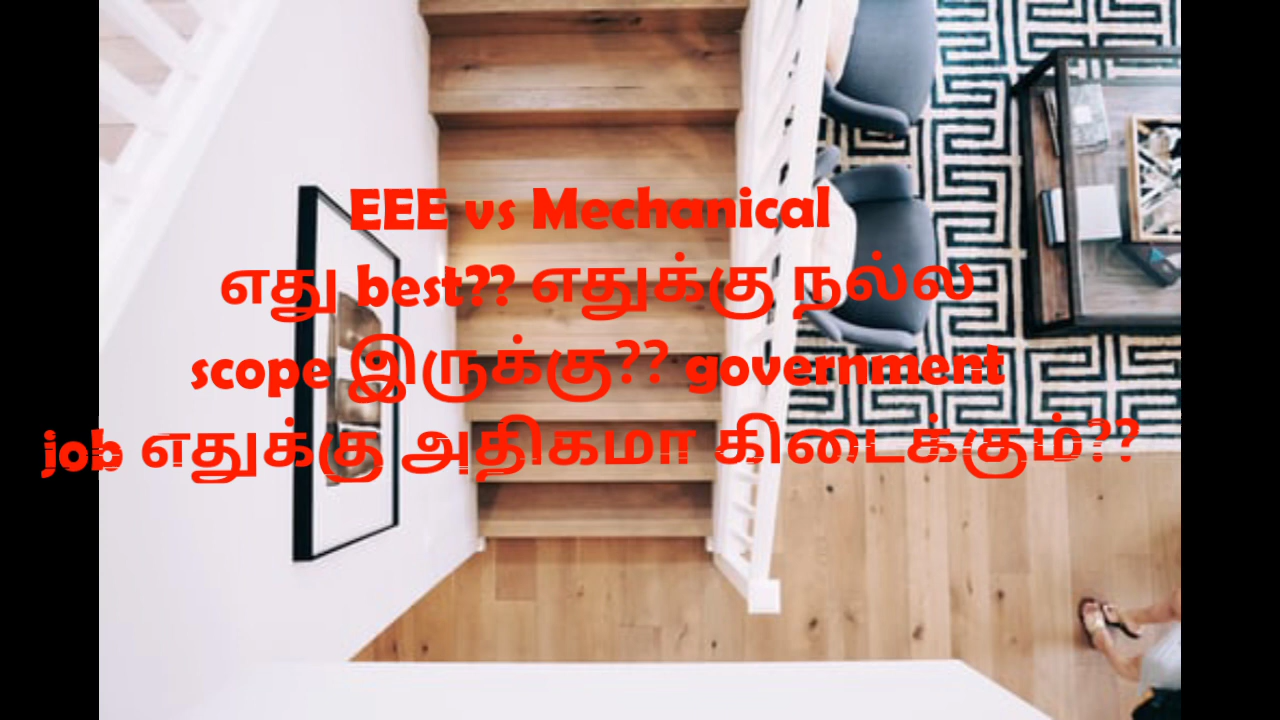 EEE vs Mechanical
எது best?? எதுக்கு நல்ல
scope இருக்கு?? government
job எதுக்கு அதிகமா கிடைக்கும்??